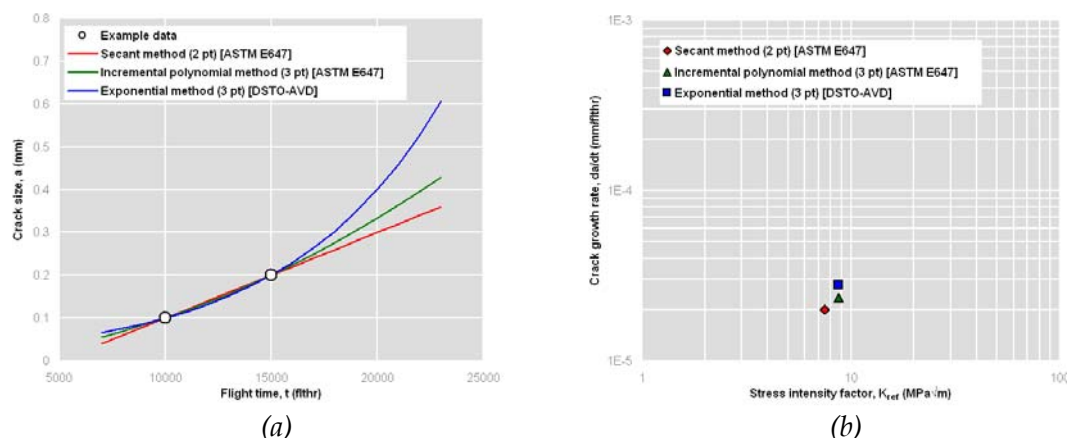 0.8
0.7
0.6
0.5
0.4
0.3
0.2
0.1
0
Crack size, a (mm)
Example data
Secant method (2 pt) [ASTM E647]
Incremental polynomial method (3 pt) [ASTM E647]
Exponential method (3 pt) [DSTO-AVD]
5000 10000 15000 20000 25000
Flight time, t (flthr)
(a)
1E-3
1E-4
1E-5
Crack growth rate, da/dt (mm/flthr)
Secant method (2 pt) [ASTM E647]
Incremental polynomial method (3 pt) [ASTM E647]
Exponential method (3 pt) [DSTO-AVD]
1 10 100
Stress intensity factor, Kref (MPa√m)
(b)